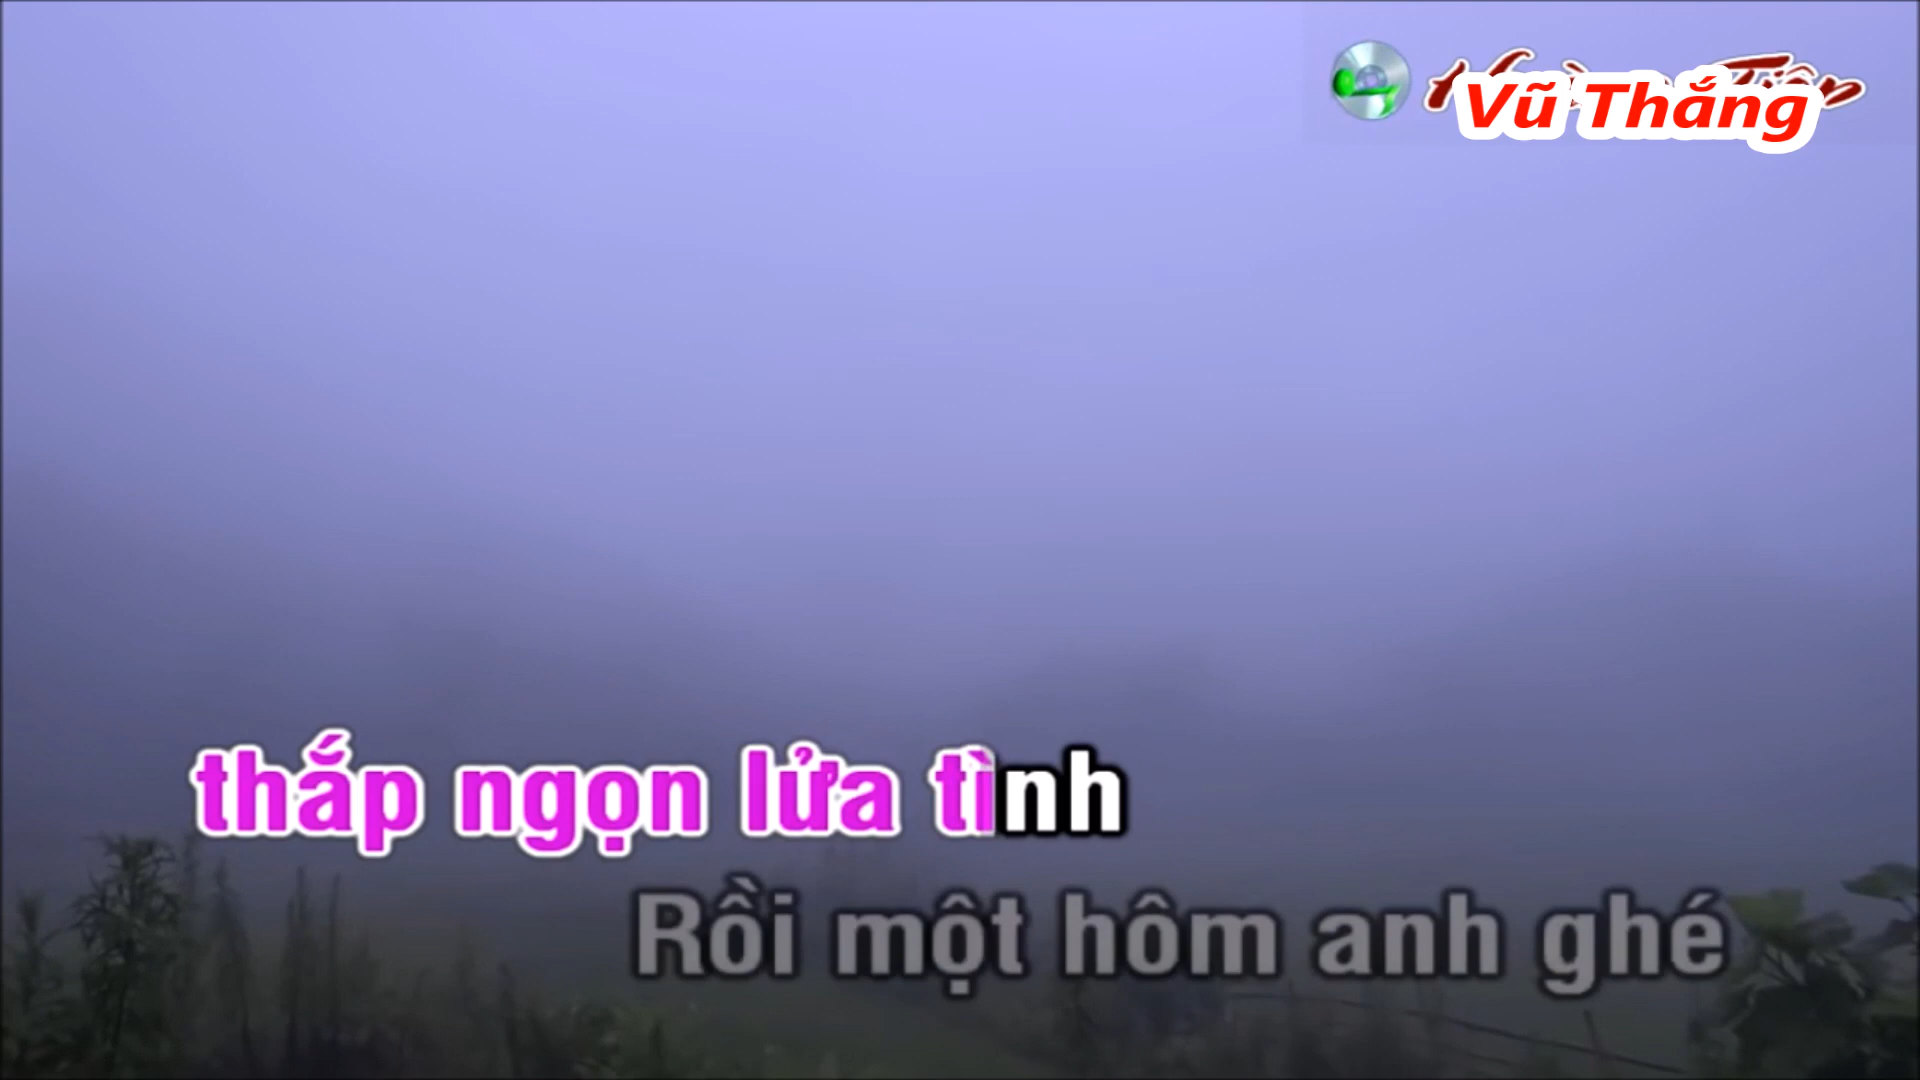 Vũ Thắng
thắp ngọn lửa tình
Rồi một hôm anh ghé